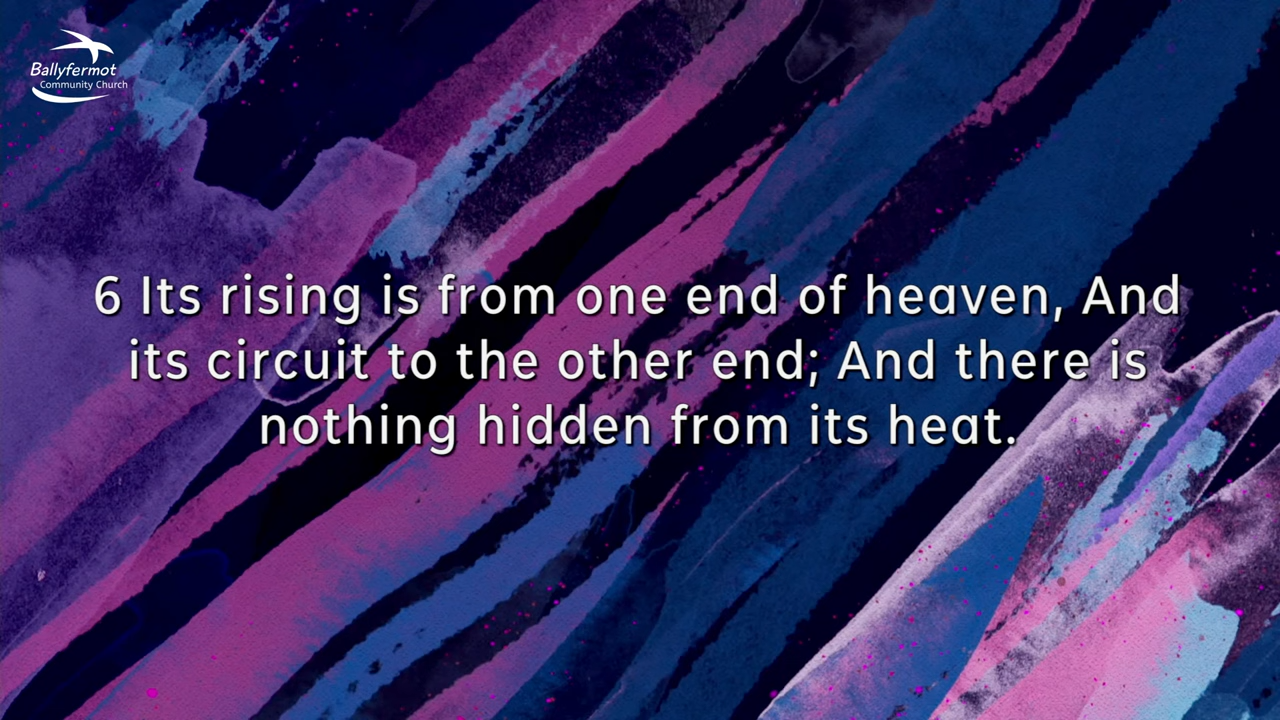 Ballyfermot
Community Church
6 Its rising is from one end of heaven, And
its circuit to the other end; And there is
nothing hidden from its heat.